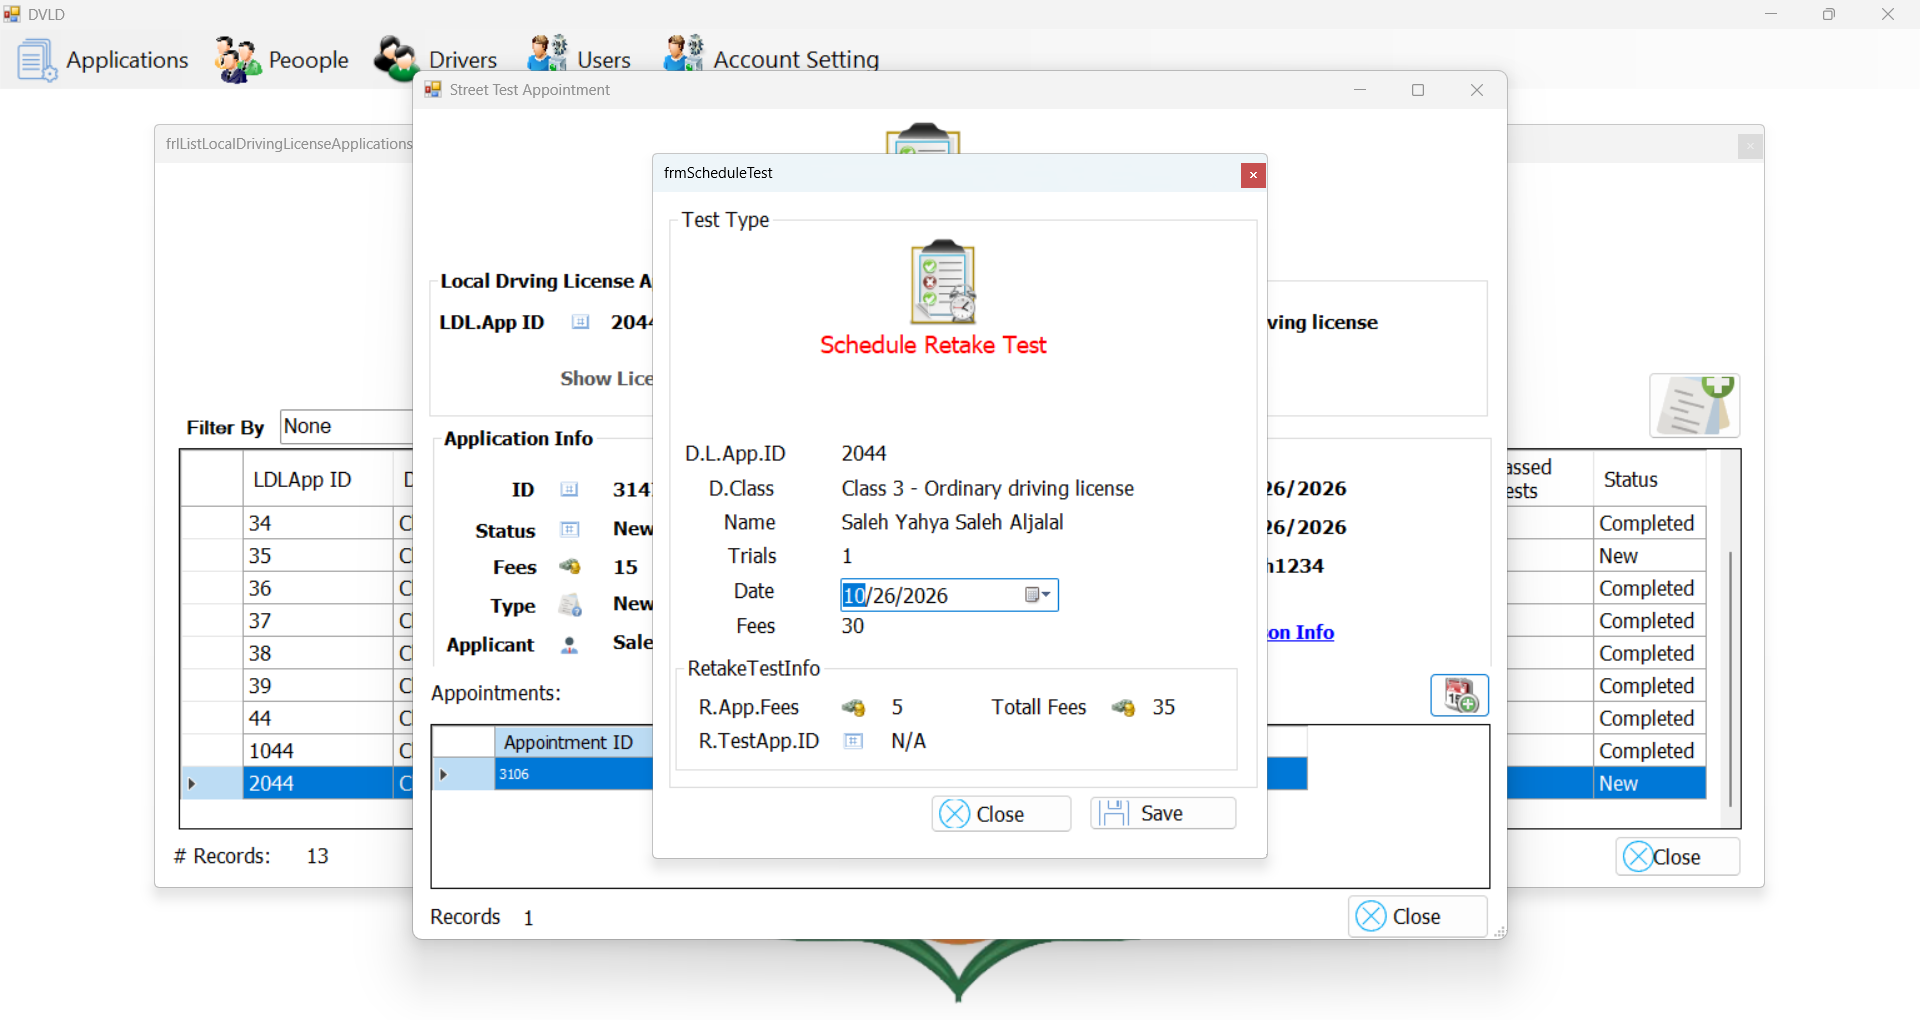 DVLD
Applications Peoople Drivers Users Account Setting
Street Test Appointment
frlListLocalDrivingLicenseApplications
frmScheduleTest
Test Type
Schedule Retake Test
Local Drving License
LDL.App ID 204
ving license
Show Lice
Filter By None
Application Info
D.L.App.ID 2044
D.Class Class 3 - Ordinary driving license
Name Saleh Yahya Saleh Aljalal
Trials 1
Date 10/26/2026
Fees 30
ID 314
26/2026
Status New
26/2026
Fees 15
1234
Type New
Applicant Sale
on Info
RetakeTestInfo
R.App.Fees 5 Totall Fees 35
R.TestApp.ID N/A
Close Save
Appointments:
Appointment ID
3106
Records 1
Close
LDLApp ID
assed
ests
Status
34 Completed
35 New
36 Completed
37 Completed
38 Completed
39 Completed
44 Completed
1044 Completed
2044 New
# Records: 13
Close